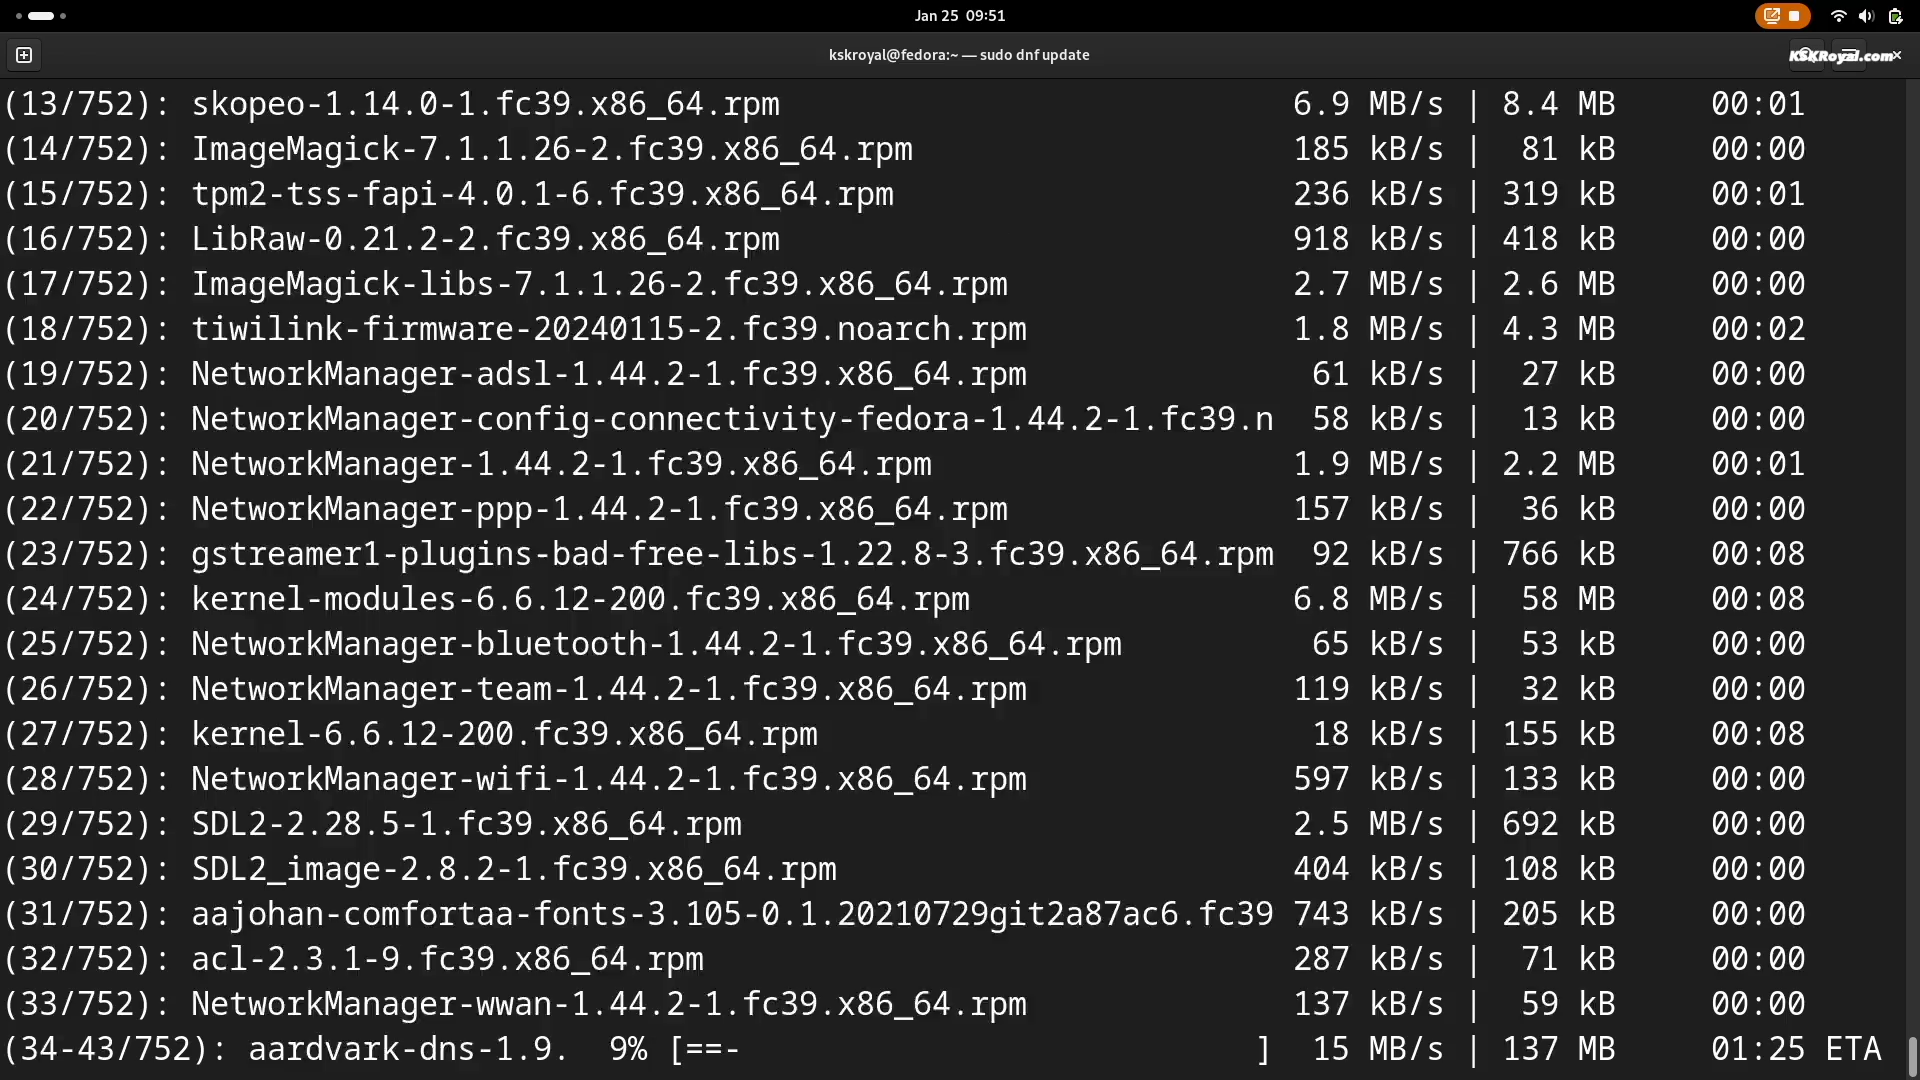 Jan 25 09:51
kskroyal@fedora:~ — sudo dnf update
KSKRoyal.com
(13/752): skopeo-1.14.0-1.fc39.x86_64.rpm 6.9 MB/s | 8.4 MB 00:01
(14/752): ImageMagick-7.1.1.26-2.fc39.x86_64.rpm 185 kB/s | 81 kB 00:00
(15/752): tpm2-tss-fapi-4.0.1-6.fc39.x86_64.rpm 236 kB/s | 319 kB 00:01
(16/752): LibRaw-0.21.2-2.fc39.x86_64.rpm 918 kB/s | 418 kB 00:00
(17/752): ImageMagick-libs-7.1.1.26-2.fc39.x86_64.rpm 2.7 MB/s | 2.6 MB 00:00
(18/752): tiwilink-firmware-20240115-2.fc39.noarch.rpm 1.8 MB/s | 4.3 MB 00:02
(19/752): NetworkManager-adsl-1.44.2-1.fc39.x86_64.rpm 61 kB/s | 27 kB 00:00
(20/752): NetworkManager-config-connectivity-fedora-1.44.2-1.fc39.n 58 kB/s | 13 kB 00:00
(21/752): NetworkManager-1.44.2-1.fc39.x86_64.rpm 1.9 MB/s | 2.2 MB 00:01
(22/752): NetworkManager-ppp-1.44.2-1.fc39.x86_64.rpm 157 kB/s | 36 kB 00:00
(23/752): gstreamer1-plugins-bad-free-libs-1.22.8-3.fc39.x86_64.rpm 92 kB/s | 766 kB 00:08
(24/752): kernel-modules-6.6.12-200.fc39.x86_64.rpm 6.8 MB/s | 58 MB 00:08
(25/752): NetworkManager-bluetooth-1.44.2-1.fc39.x86_64.rpm 65 kB/s | 53 kB 00:00
(26/752): NetworkManager-team-1.44.2-1.fc39.x86_64.rpm 119 kB/s | 32 kB 00:00
(27/752): kernel-6.6.12-200.fc39.x86_64.rpm 18 kB/s | 155 kB 00:08
(28/752): NetworkManager-wifi-1.44.2-1.fc39.x86_64.rpm 597 kB/s | 133 kB 00:00
(29/752): SDL2-2.28.5-1.fc39.x86_64.rpm 2.5 MB/s | 692 kB 00:00
(30/752): SDL2_image-2.8.2-1.fc39.x86_64.rpm 404 kB/s | 108 kB 00:00
(31/752): aajohan-comfortaa-fonts-3.105-0.1.20210729git2a87ac6.fc39 743 kB/s | 205 kB 00:00
(32/752): acl-2.3.1-9.fc39.x86_64.rpm 287 kB/s | 71 kB 00:00
(33/752): NetworkManager-wwan-1.44.2-1.fc39.x86_64.rpm 137 kB/s | 59 kB 00:00
(34-43/752): aardvark-dns-1.9. 9% [==- ] 15 MB/s | 137 MB 01:25 ETA